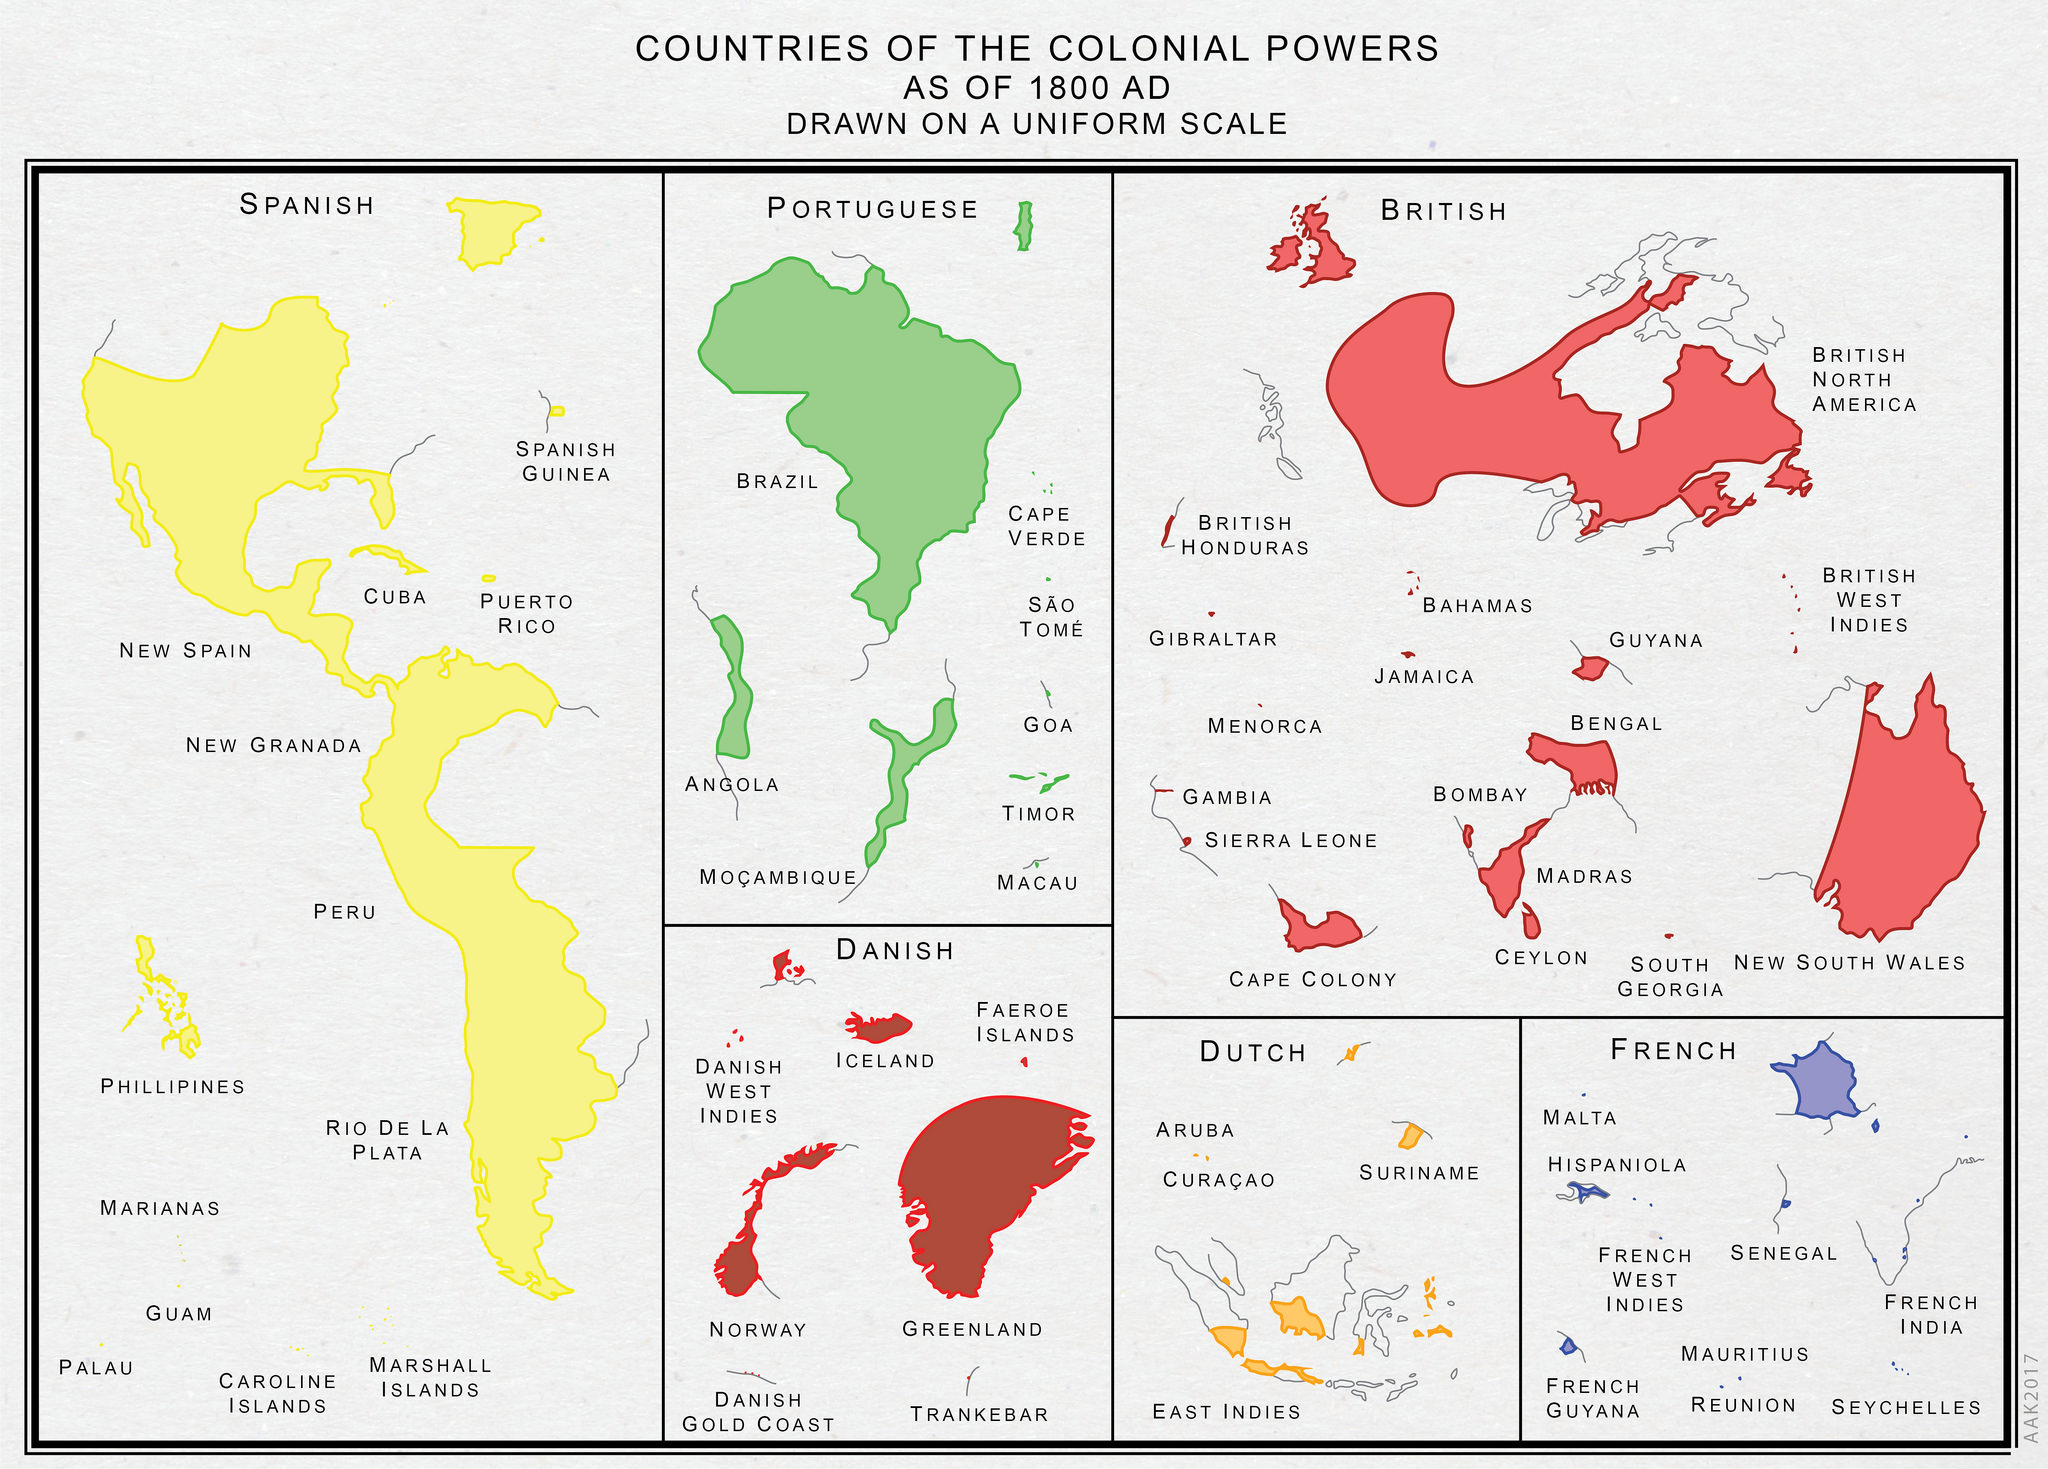 COUNTRIES OF THE COLONIAL POWERS
AS OF 1800 AD
DRAWN ON A UNIFORM SCALE
SPANISH
SPANISH
GUINEA
CUBA
PUERTO
RICO
NEW SPAIN
NEW GRANADA
PERU
PHILLIPINES
RIO DE LA
PLATA
MARIANAS
GUAM
PALAU
CAROLINE
ISLANDS
MARSHALL
ISLANDS
PORTUGUESE
BRAZIL
CAPE
VERDE
SÃO
TOMÉ
GOA
ANGOLA
TIMOR
MOÇAMBIQUE
MACAU
DANISH
FAEROE
ISLANDS
ICELAND
DANISH
WEST
INDIES
NORWAY
GREENLAND
DANISH
GOLD COAST
TRANKEBAR
BRITISH
BRITISH
NORTH
AMERICA
BRITISH
HONDURAS
BAHAMAS
BRITISH
WEST
INDIES
GIBRALTAR
GUYANA
JAMAICA
MENORCA
BENGAL
GAMBIA
BOMBAY
SIERRA LEONE
MADRAS
CAPE COLONY
CEYLON
SOUTH
GEORGIA
NEW SOUTH WALES
DUTCH
ARUBA
CURAÇAO
SURINAME
EAST INDIES
FRENCH
MALTA
HISPANIOLA
FRENCH
WEST
INDIES
SENEGAL
FRENCH
INDIA
FRENCH
GUYANA
MAURITIUS
REUNION
SEYCHELLES
AAK2017